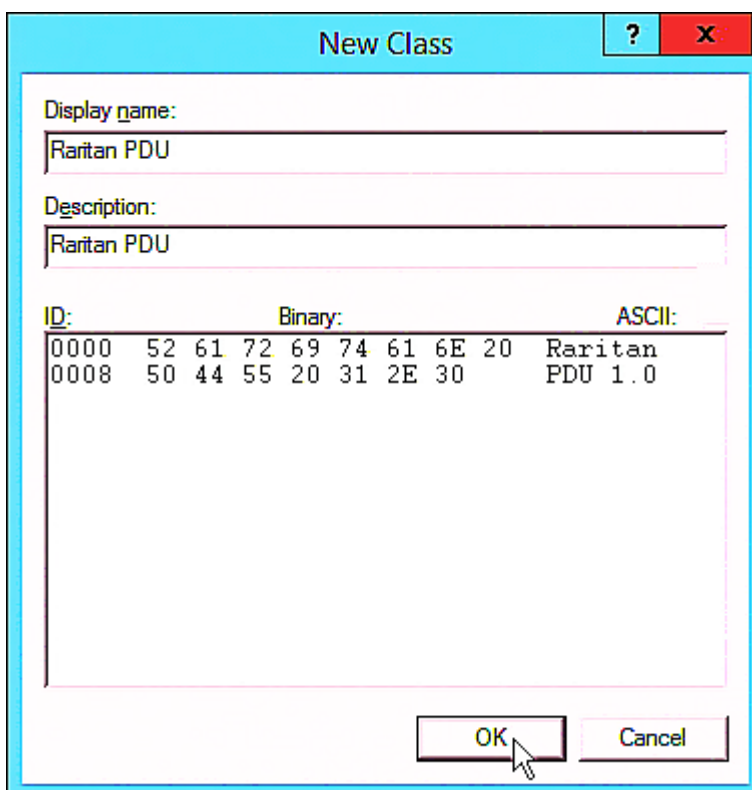 New Class
?
x
Display name:
Raritan PDU
Description:
Raritan PDU
ID: Binary: ASCII:
0000 52 61 72 69 74 61 6E 20 Raritan
0008 50 44 55 20 31 2E 30 PDU 1.0
OK Cancel